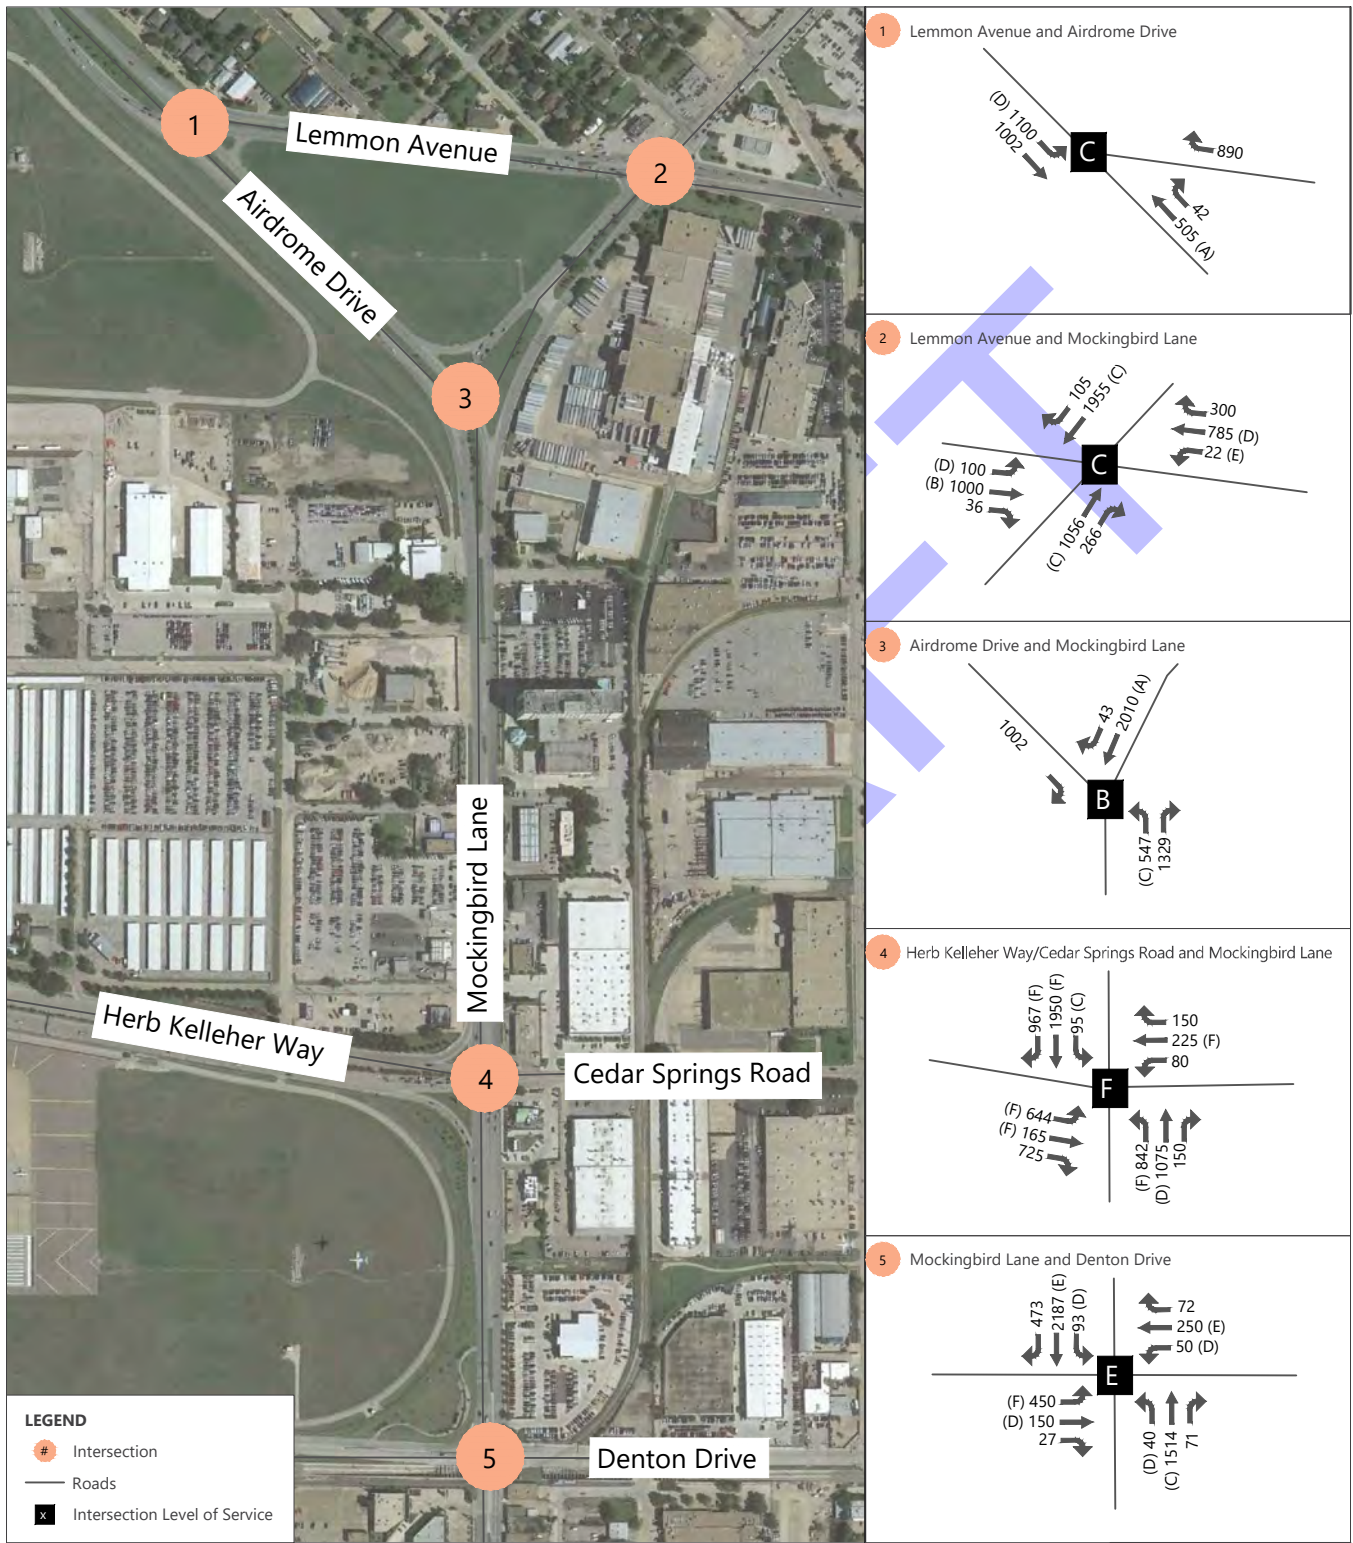 1
Lemmon Avenue
2
Airdrome Drive
3
Mockingbird Lane
Herb Kelleher Way
4
Cedar Springs Road
5
Denton Drive
LEGEND
# Intersection
Roads
x Intersection Level of Service
1 Lemmon Avenue and Airdrome Drive
(D) 1100
1002
C
890
42
505 (A)
2 Lemmon Avenue and Mockingbird Lane
105
1955 (C)
300
785 (D)
22 (E)
C
(D) 100
(B) 1000
36
(C) 1056
266
3 Airdrome Drive and Mockingbird Lane
1002
43
2010 (A)
B
(C) 547
1329
4 Herb Kelleher Way/Cedar Springs Road and Mockingbird Lane
967 (F)
1950 (F)
95 (C)
150
225 (F)
80
F
(F) 644
(F) 165
725
(F) 842
(D) 1075
150
5 Mockingbird Lane and Denton Drive
473
2187 (E)
93 (D)
72
250 (E)
50 (D)
E
(F) 450
(D) 150
27
(D) 40
(C) 1514
71